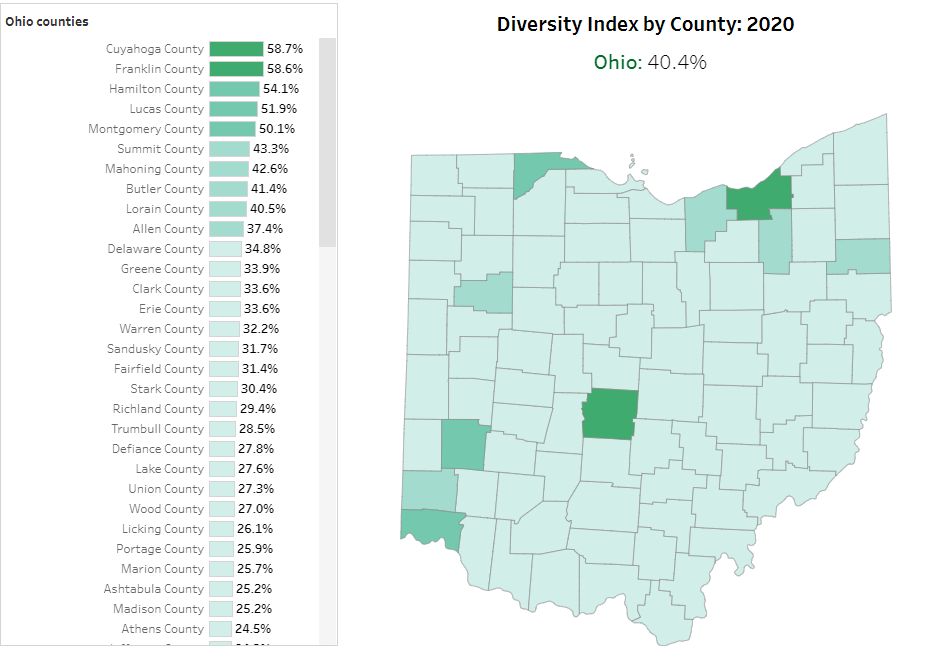 Ohio counties
Cuyahoga County 58.7%
Franklin County 58.6%
Hamilton County 54.1%
Lucas County 51.9%
Montgomery County 50.1%
Summit County 43.3%
Mahoning County 42.6%
Butler County 41.4%
Lorain County 40.5%
Allen County 37.4%
Delaware County 34.8%
Greene County 33.9%
Clark County 33.6%
Erie County 33.6%
Warren County 32.2%
Sandusky County 31.7%
Fairfield County 31.4%
Stark County 30.4%
Richland County 29.4%
Trumbull County 28.5%
Defiance County 27.8%
Lake County 27.6%
Union County 27.3%
Wood County 27.0%
Licking County 26.1%
Portage County 25.9%
Marion County 25.7%
Ashtabula County 25.2%
Madison County 25.2%
Athens County 24.5%
Diversity Index by County: 2020
Ohio: 40.4%